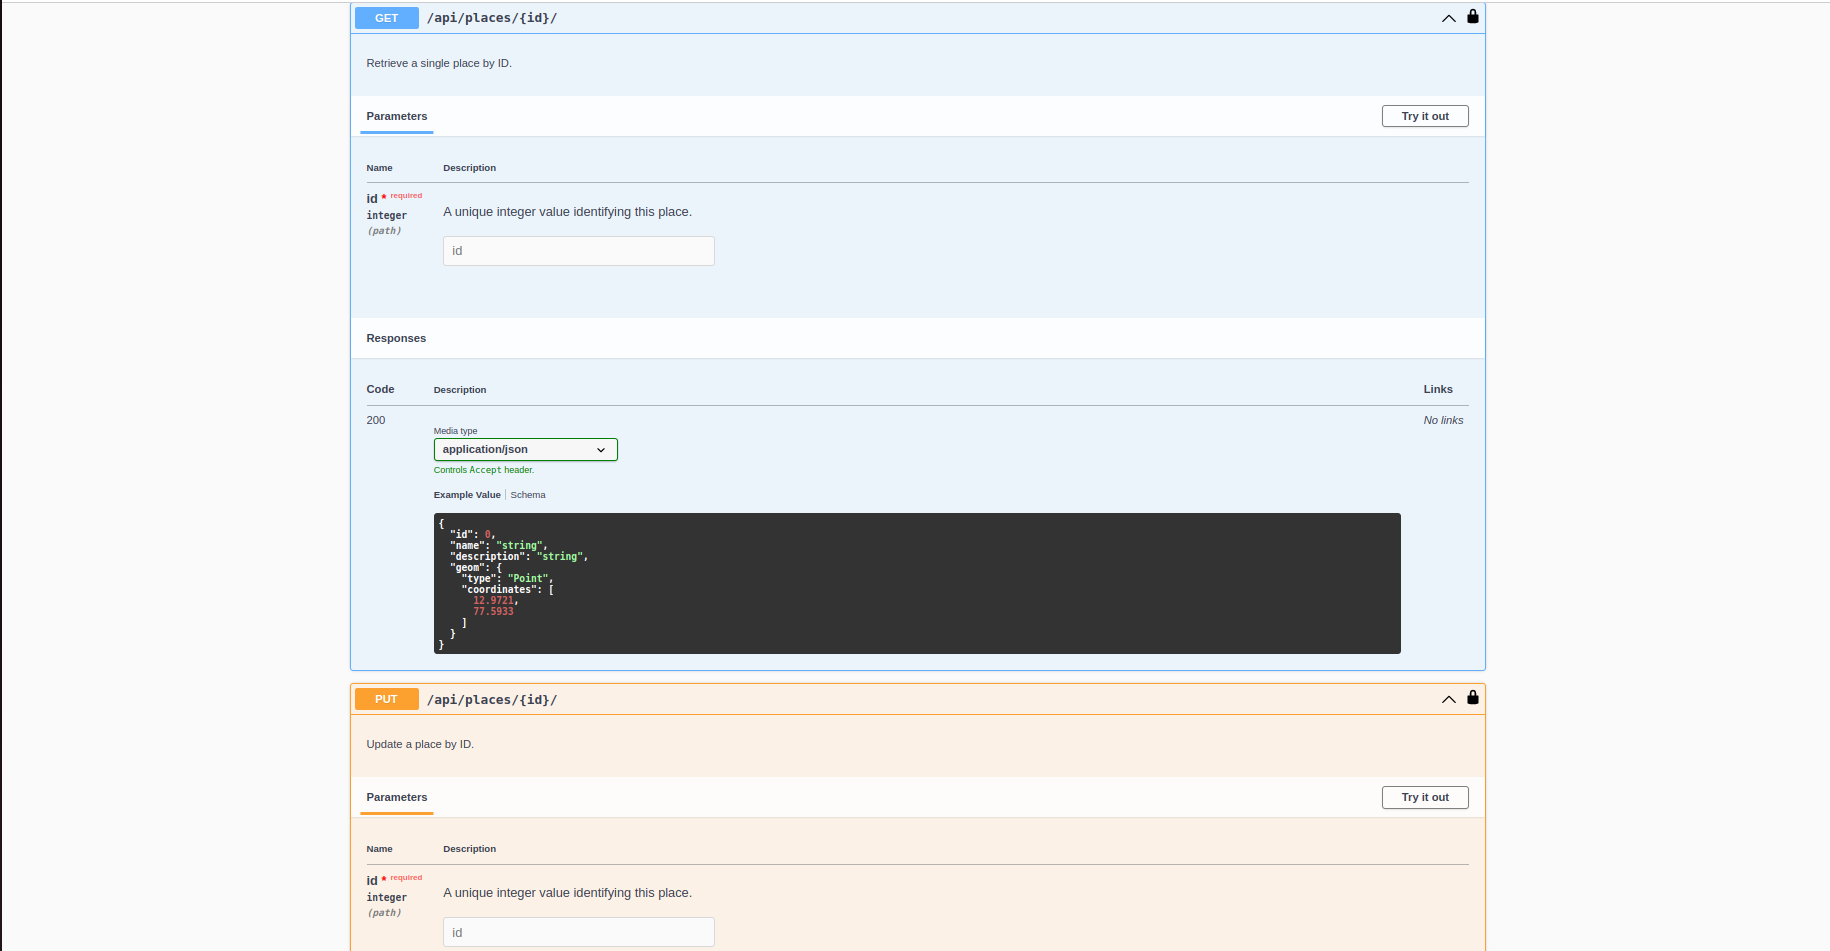 GET /api/places/{id}/
Retrieve a single place by ID.
Parameters
Try it out
Name Description
id * required
integer
(path)
A unique integer value identifying this place.
id
Responses
Code Description Links
200 No links
Media type
application/json
Controls Accept header.
Example Value | Schema
{
  "id": 0,
  "name": "string",
  "description": "string",
  "geom": {
    "type": "Point",
    "coordinates": [
      12.9721,
      77.5933
    ]
  }
}
PUT /api/places/{id}/
Update a place by ID.
Parameters
Try it out
Name Description
id * required
integer
(path)
A unique integer value identifying this place.
id